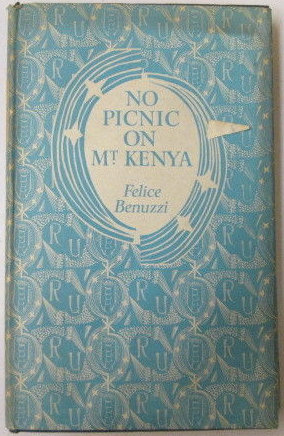 NO
PICNIC
ON
MT KENYA
Felice
Benuzzi